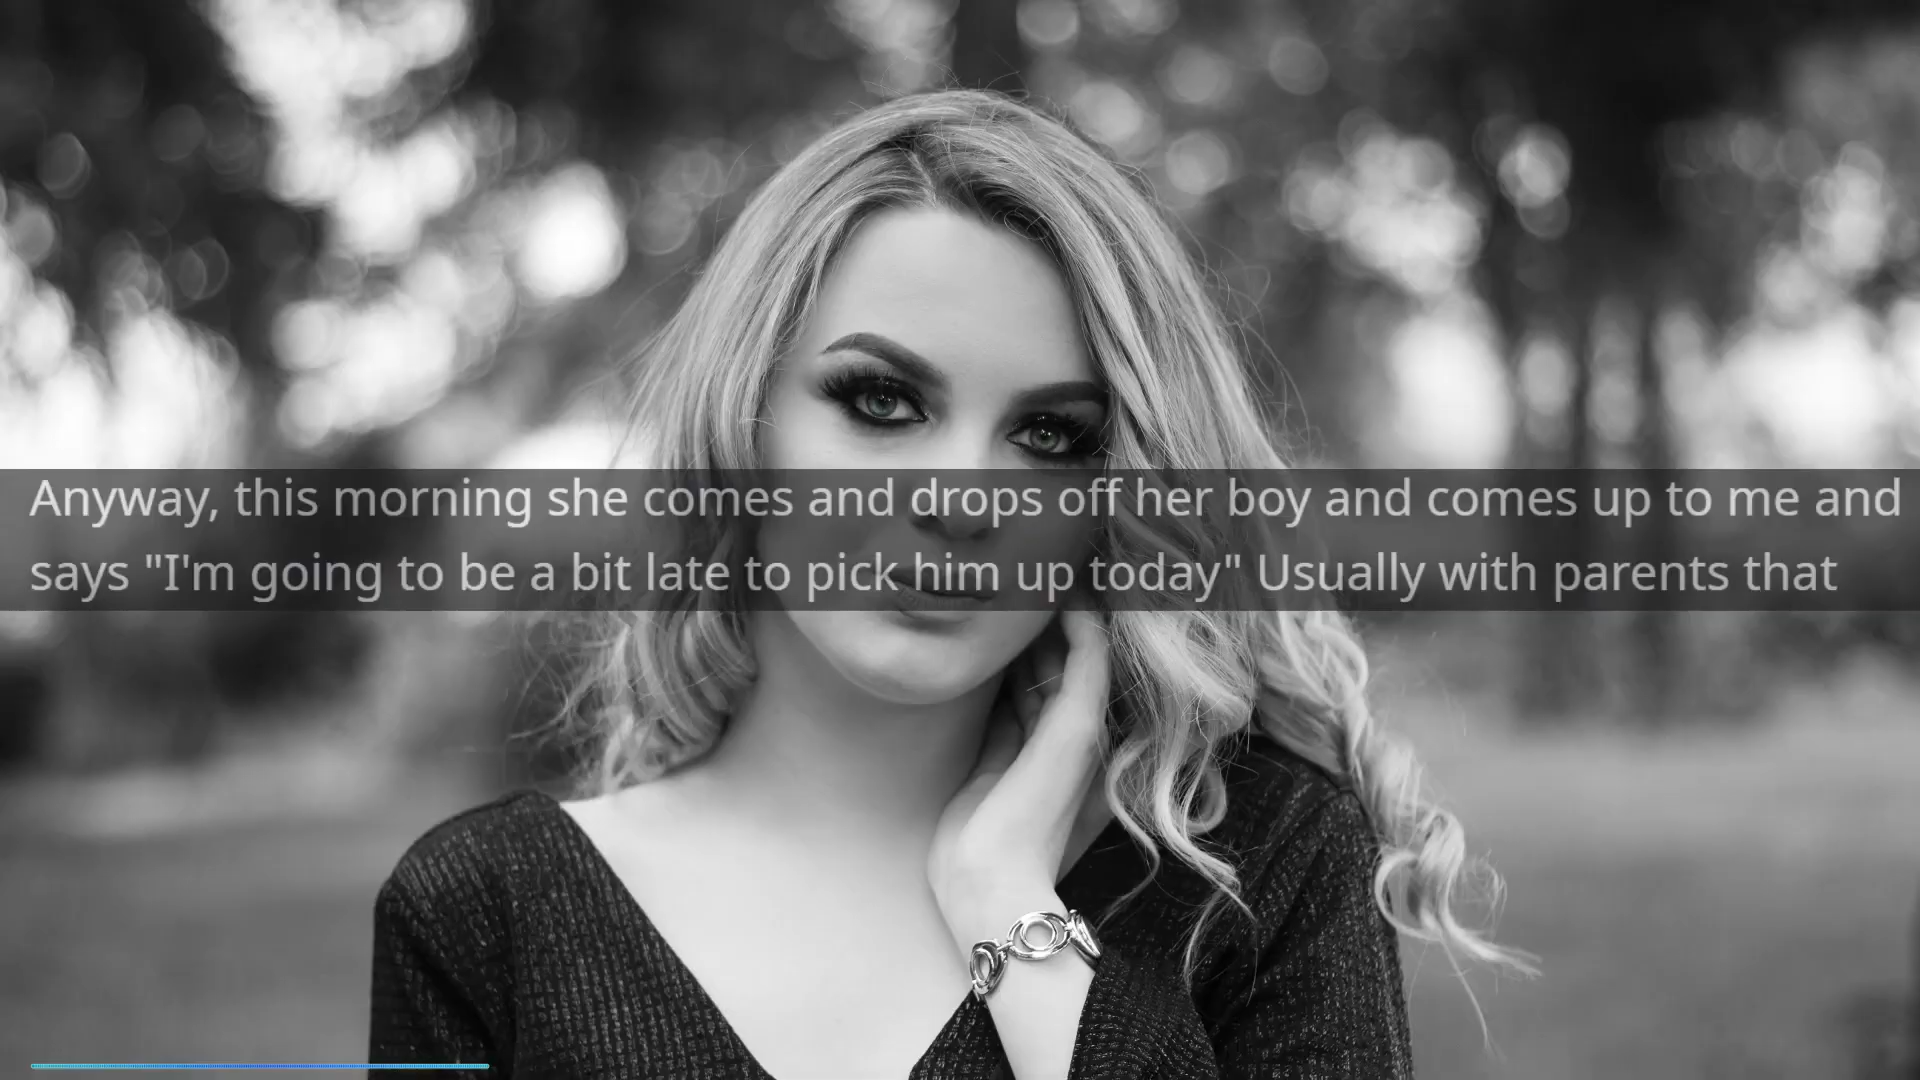 Anyway, this morning she comes and drops off her boy and comes up to me and
says "I'm going to be a bit late to pick him up today" Usually with parents that